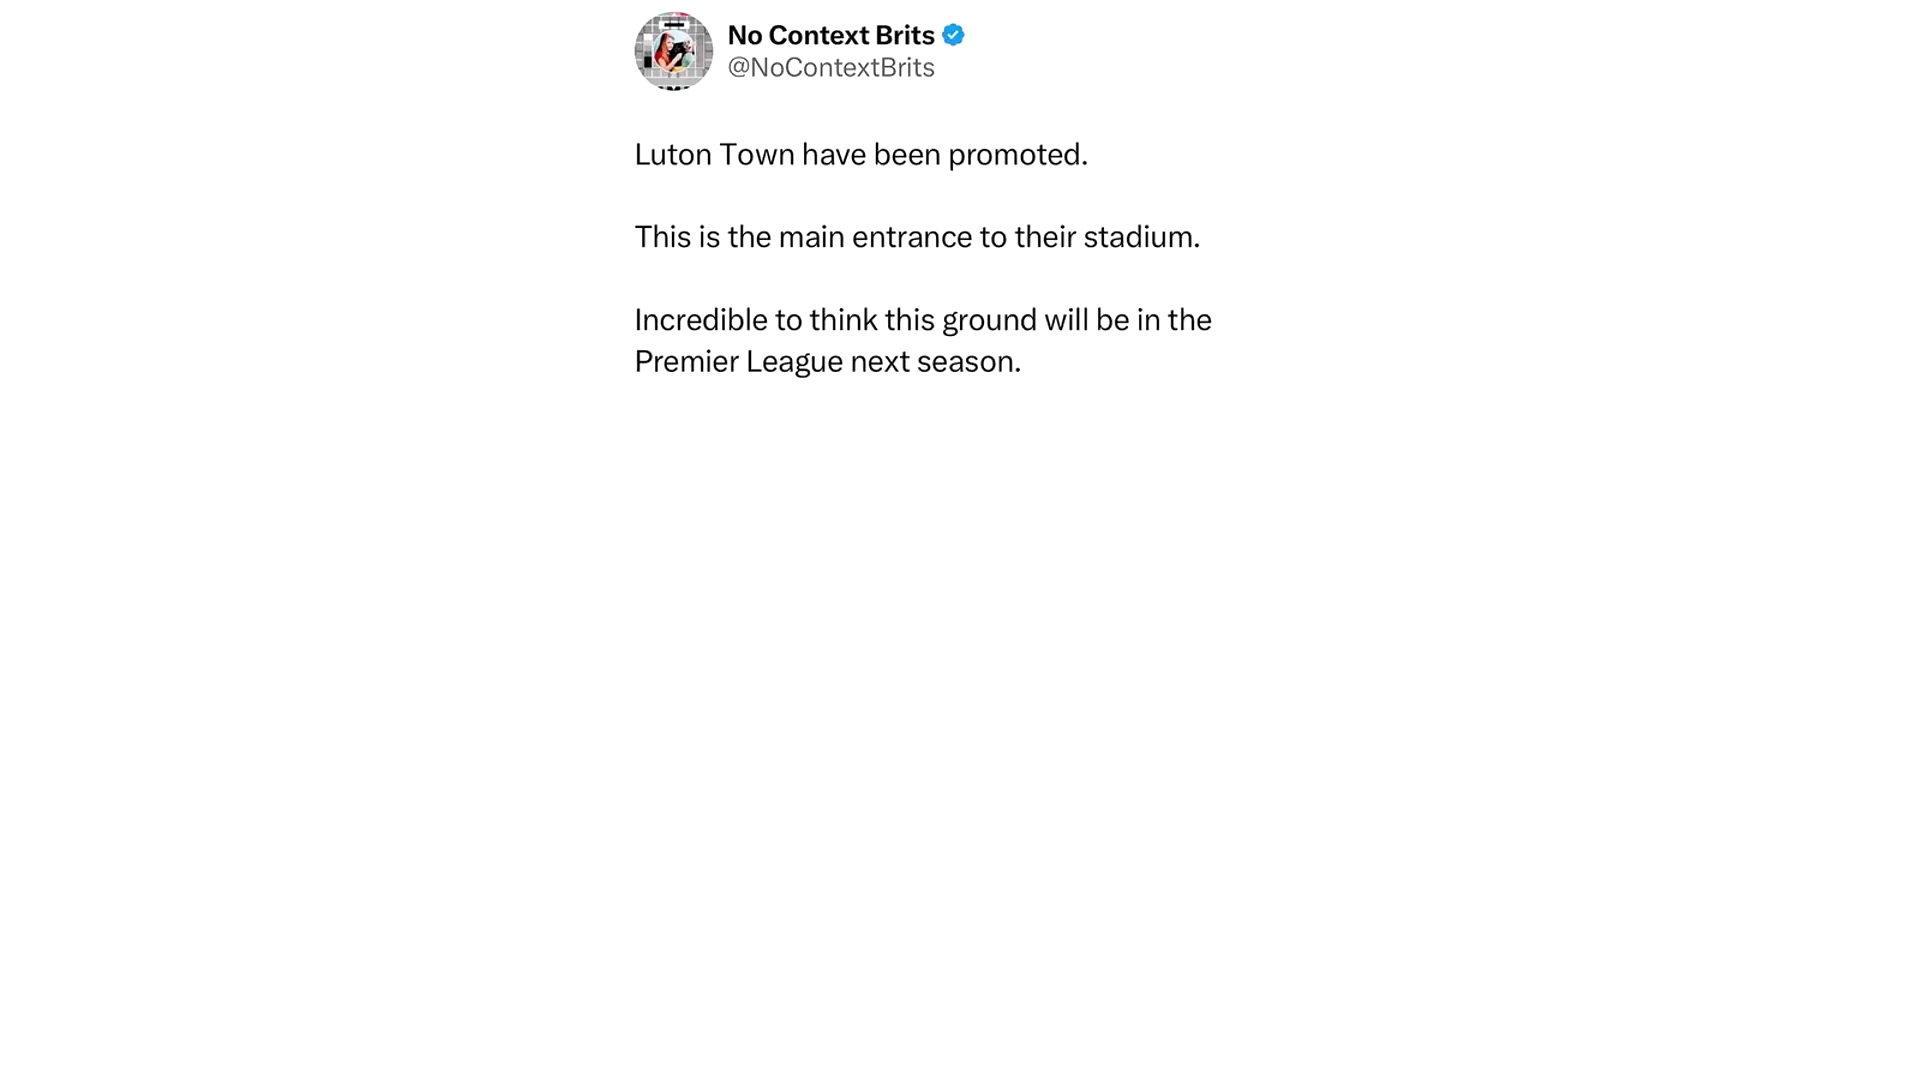 No Context Brits
@NoContextBrits
Luton Town have been promoted.
This is the main entrance to their stadium.
Incredible to think this ground will be in the
Premier League next season.